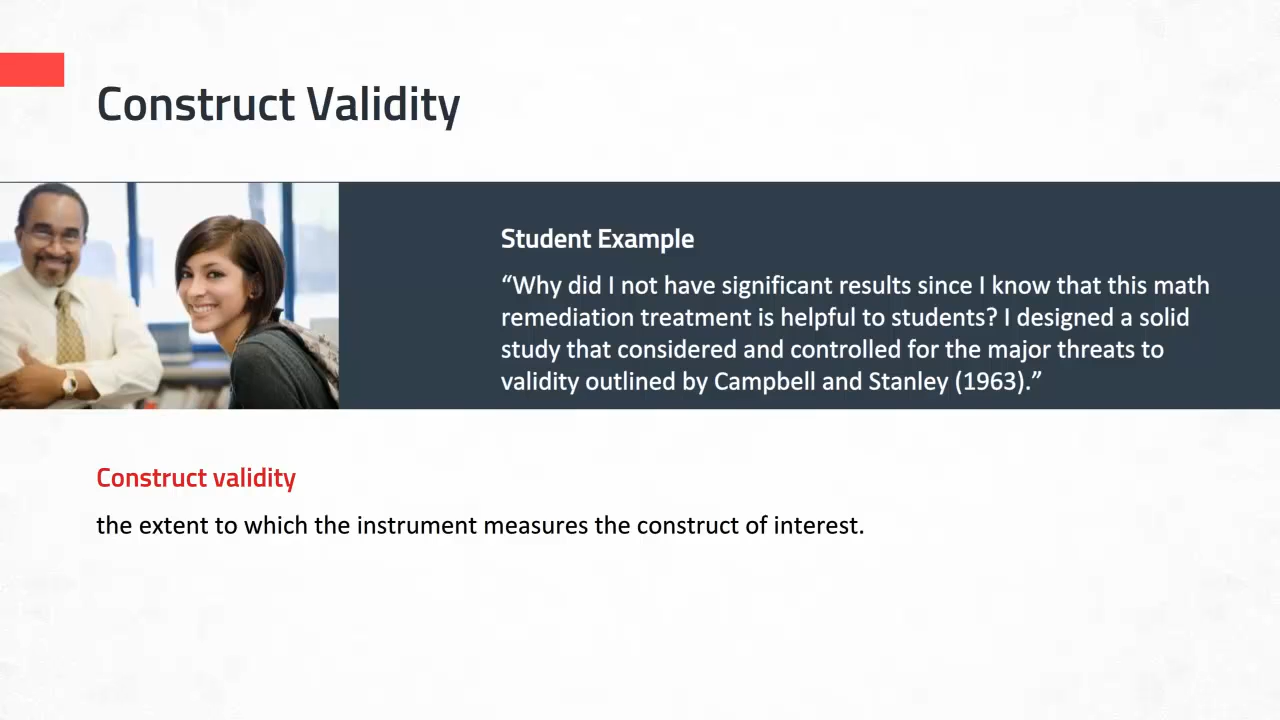 Construct Validity
Student Example
“Why did I not have significant results since I know that this math
remediation treatment is helpful to students? I designed a solid
study that considered and controlled for the major threats to
validity outlined by Campbell and Stanley (1963).”
Construct validity
the extent to which the instrument measures the construct of interest.